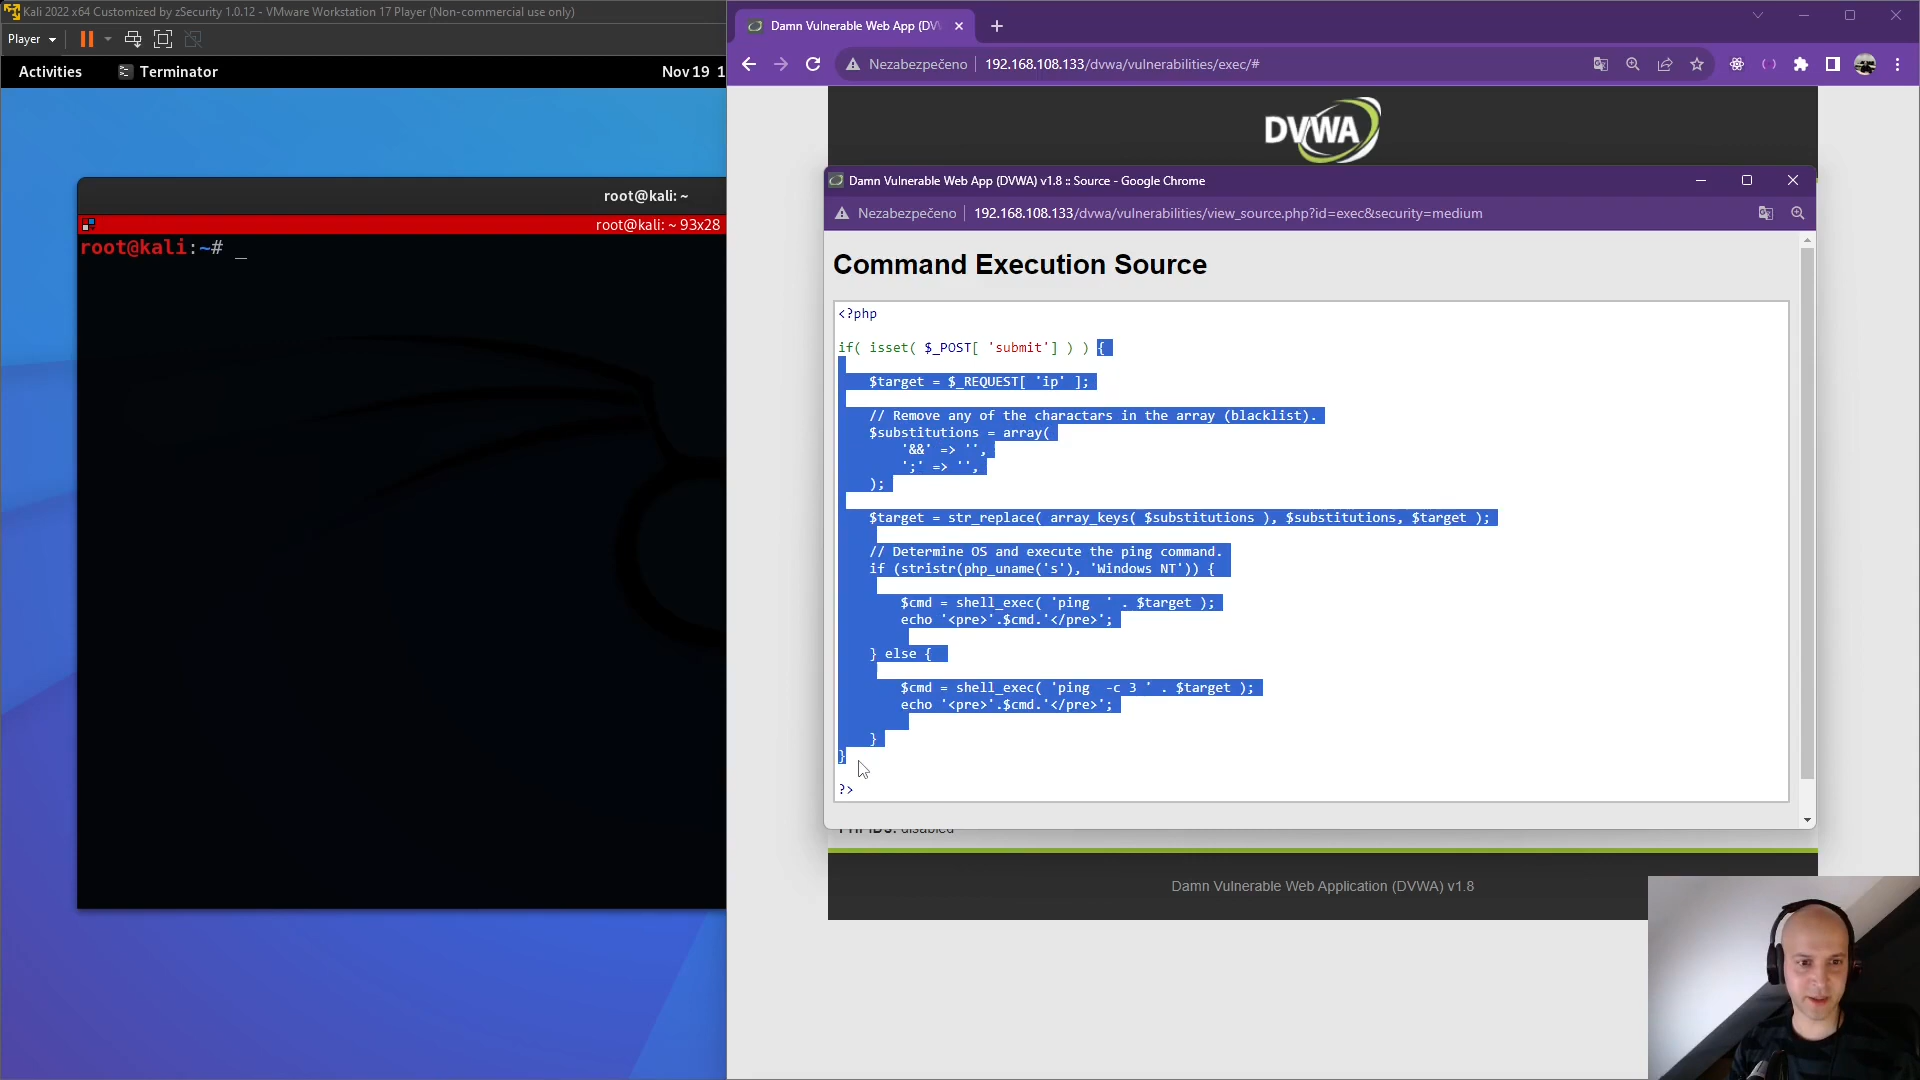 Kali 2022 x64 Customized by zSecurity 1.0.12 - VMware Workstation 17 Player (Non-commercial use only)
Player
Activities
Terminator
Nov 19 1
root@kali: ~
root@kali: ~ 93x28
root@kali:~# _
Damn Vulnerable Web App (DV
Nezabezpečeno
192.168.108.133/dvwa/vulnerabilities/exec/#
DVWA
Damn Vulnerable Web App (DVWA) v1.8 :: Source - Google Chrome
Nezabezpečeno
192.168.108.133/dvwa/vulnerabilities/view_source.php?id=exec&security=medium
Command Execution Source
<?php
if( isset( $_POST[ 'submit'] ) ) {
$target = $_REQUEST[ 'ip' ];
// Remove any of the charactars in the array (blacklist).
$substitutions = array(
'&&' => '',
';' => '',
);
$target = str_replace( array_keys( $substitutions ), $substitutions, $target );
// Determine OS and execute the ping command.
if (stristr(php_uname('s'), 'Windows NT')) {
$cmd = shell_exec( 'ping  ' . $target );
echo '<pre>'.$cmd.'</pre>';
} else {
$cmd = shell_exec( 'ping  -c 3 ' . $target );
echo '<pre>'.$cmd.'</pre>';
}
}
?>
PHPIDS: disabled
Damn Vulnerable Web Application (DVWA) v1.8